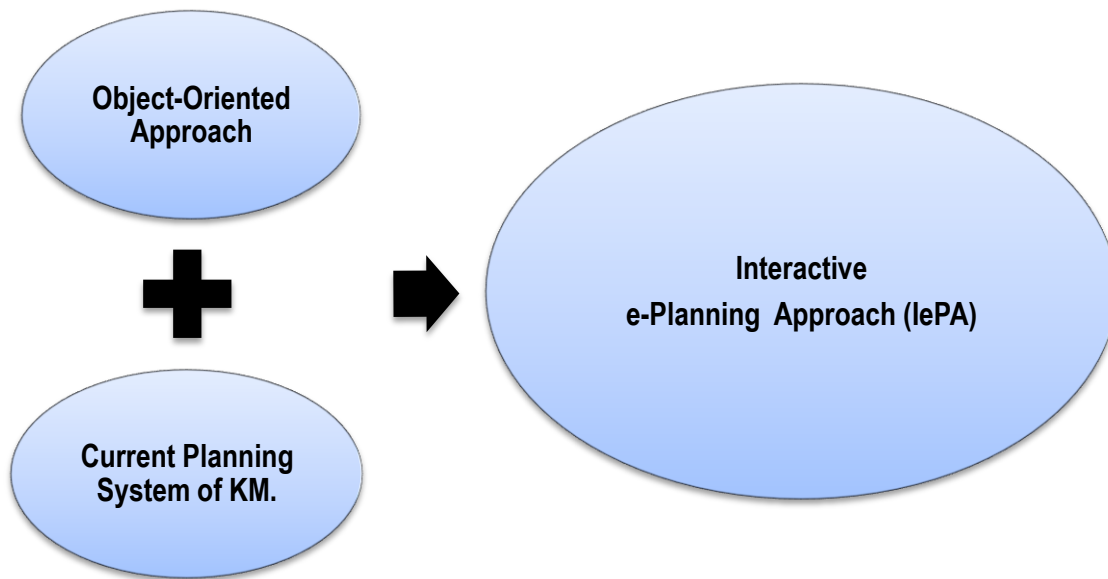 Object-Oriented
Approach
Current Planning
System of KM.
Interactive
e-Planning Approach (IePA)